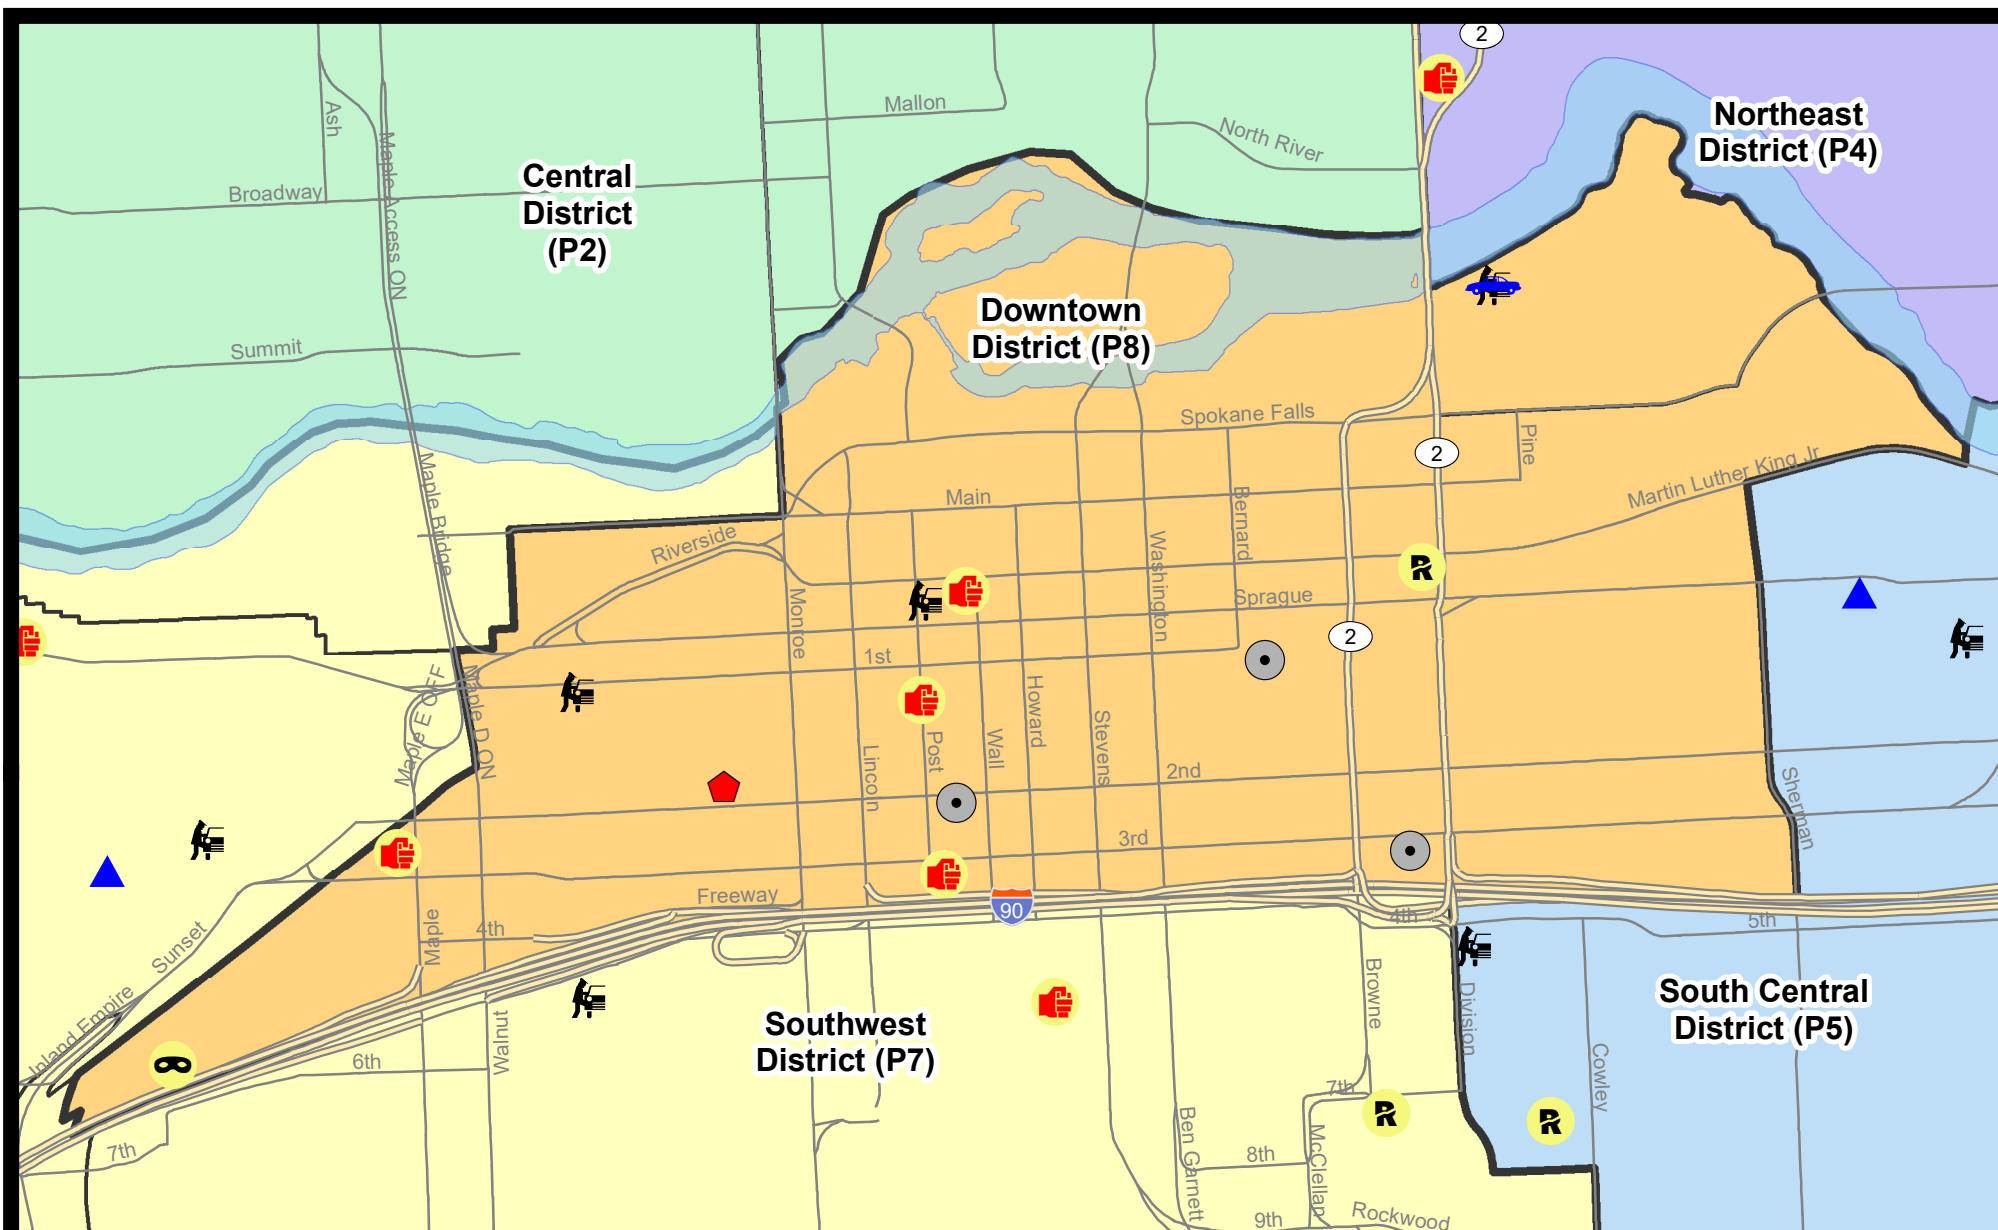 2
Mallon
North River
Northeast
District (P4)
Ash
Maple Access ON
Central
District
(P2)
Broadway
Summit
Downtown
District (P8)
Spokane Falls
2
Pine
Martin Luther King Jr
Main
Bernard
Maple Bridge
Riverside
Washington
Monroe
Sprague
2
1st
Maple E OFF
Maple D ON
Howard
Stevens
Post
Wall
Lincoln
2nd
Sherman
3rd
Freeway
90
4th
4th
5th
Maple
Sunset
Inland Empire
Browne
Division
South Central
District (P5)
Southwest
District (P7)
Walnut
6th
Cowley
7th
7th
Ben Garnett
McClellan
8th
9th
Rockwood
R
R
R